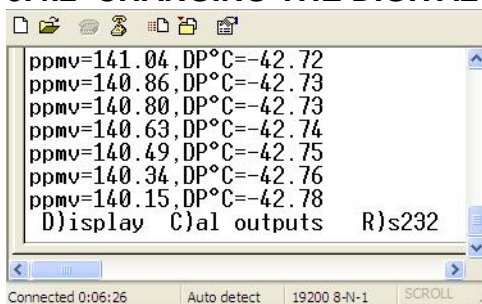 ppmv=141.04,DP°C=-42.72
ppmv=140.86,DP°C=-42.73
ppmv=140.80,DP°C=-42.73
ppmv=140.63,DP°C=-42.74
ppmv=140.49,DP°C=-42.75
ppmv=140.34,DP°C=-42.76
ppmv=140.15,DP°C=-42.78
D)isplay C)al outputs R)s232
Connected 0:06:26 Auto detect 19200 8-N-1 SCROLL